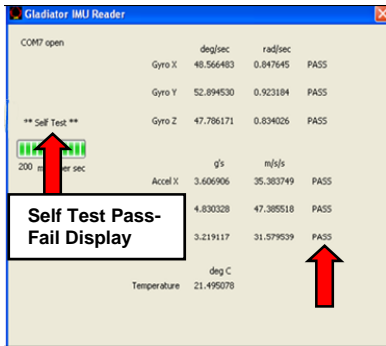 Gladiator IMU Reader
COM7 open
deg/sec rad/sec
Gyro X 48.566483 0.847645 PASS
Gyro Y 52.894530 0.923184 PASS
** Self Test ** Gyro Z 47.786171 0.834026 PASS
200 per sec
g's m/s/s
Accel X 3.606906 35.383749 PASS
Self Test Pass-
Fail Display
4.830328 47.385518 PASS
3.219117 31.579539 PASS
deg C
Temperature 21.495078